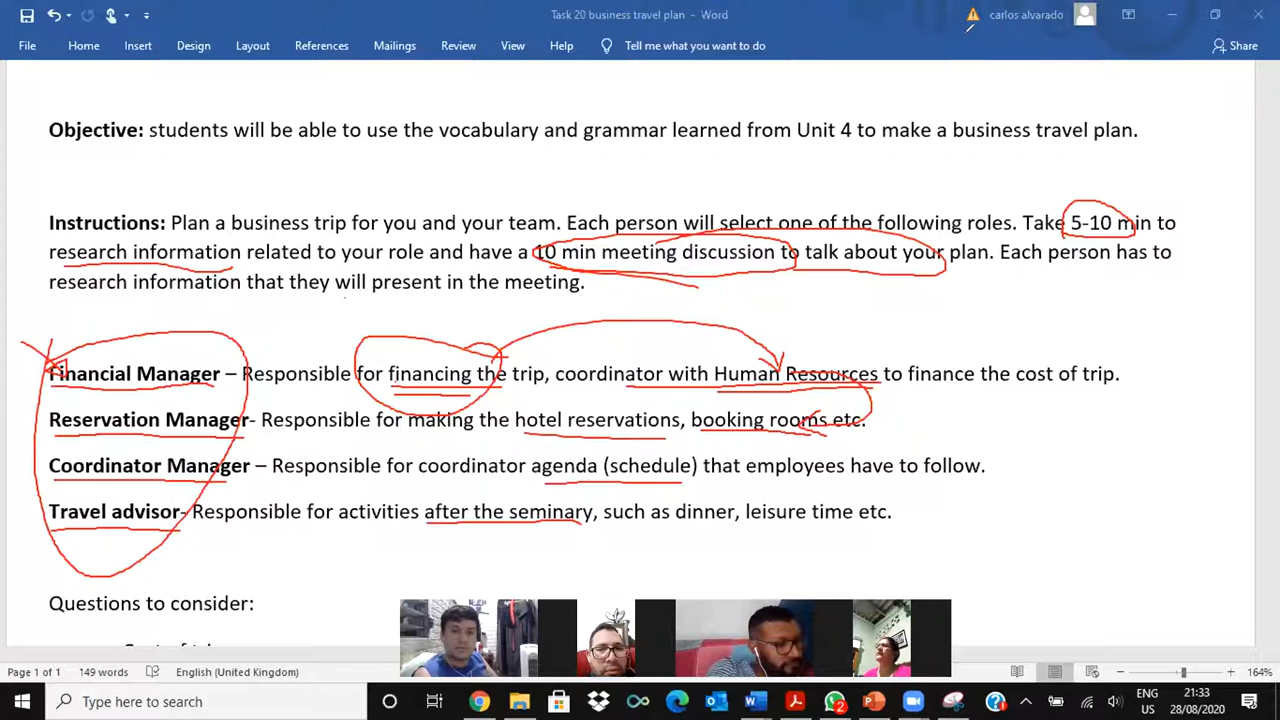 Task 20 business travel plan - Word
carlos alvarado
File Home Insert Design Layout References Mailings Review View Help Tell me what you want to do Share
Objective: students will be able to use the vocabulary and grammar learned from Unit 4 to make a business travel plan.
Instructions: Plan a business trip for you and your team. Each person will select one of the following roles. Take 5-10 min to
research information related to your role and have a 10 min meeting discussion to talk about your plan. Each person has to
research information that they will present in the meeting.
Financial Manager – Responsible for financing the trip, coordinator with Human Resources to finance the cost of trip.
Reservation Manager- Responsible for making the hotel reservations, booking rooms etc.
Coordinator Manager – Responsible for coordinator agenda (schedule) that employees have to follow.
Travel advisor- Responsible for activities after the seminary, such as dinner, leisure time etc.
Questions to consider:
Page 1 of 1 149 words English (United Kingdom) 164%
Type here to search
2
ENG
US
21:33
28/08/2020